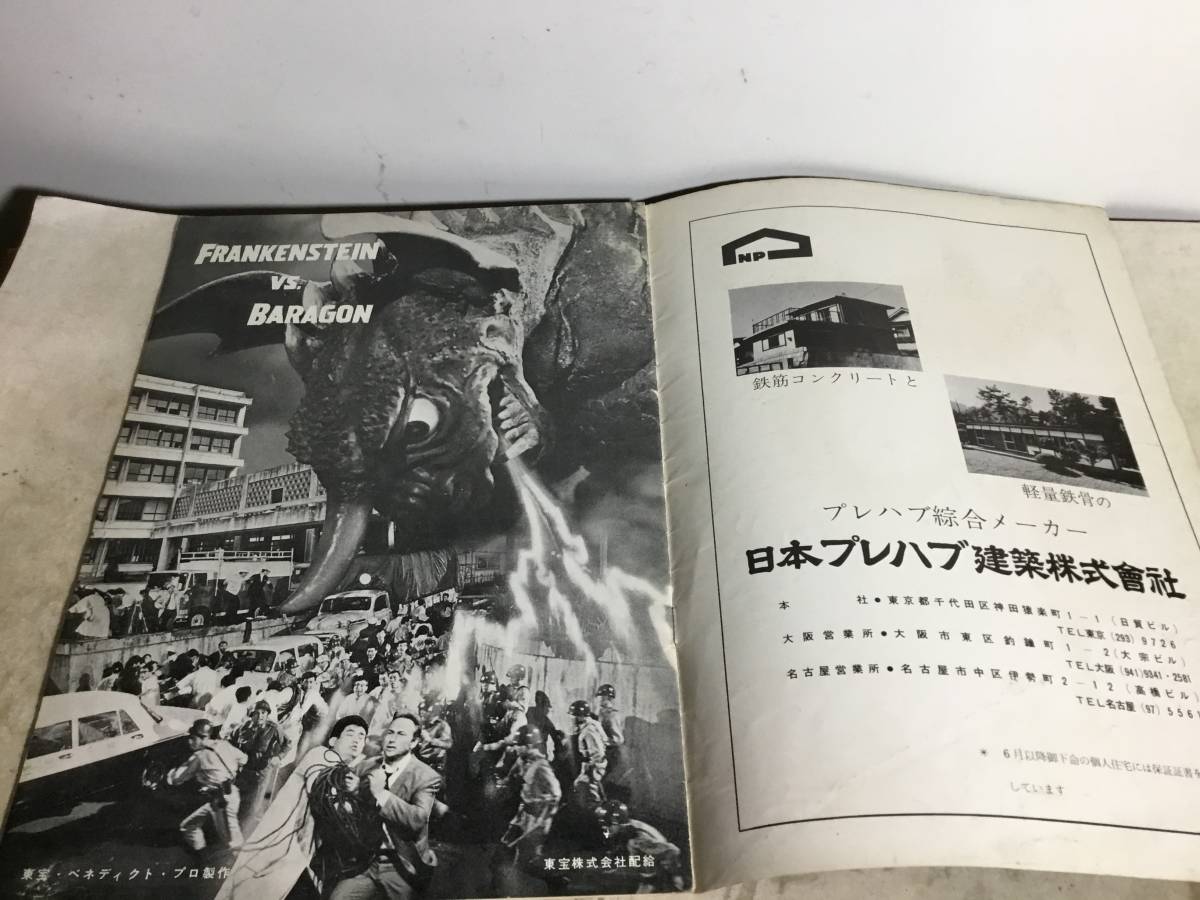 FRANKENSTEIN
VS.
BARAGON
東宝・ベネディクト・プロ製作
東宝株式会社配給
NP
鉄筋コンクリートと
軽量鉄骨の
プレハブ綜合メーカー
日本プレハブ建築株式會社
本社●東京都千代田区神田猿楽町1-1(日貿ビル)
TEL東京(293)9726
大阪営業所●大阪市東区釣鐘町1-2(大宗ビル)
TEL大阪(941)9341・2581
名古屋営業所●名古屋市中区伊勢町2-12(高橋ビル)
TEL名古屋(97)5561
＊6月以降御下命の個人住宅には保証証書を
しています